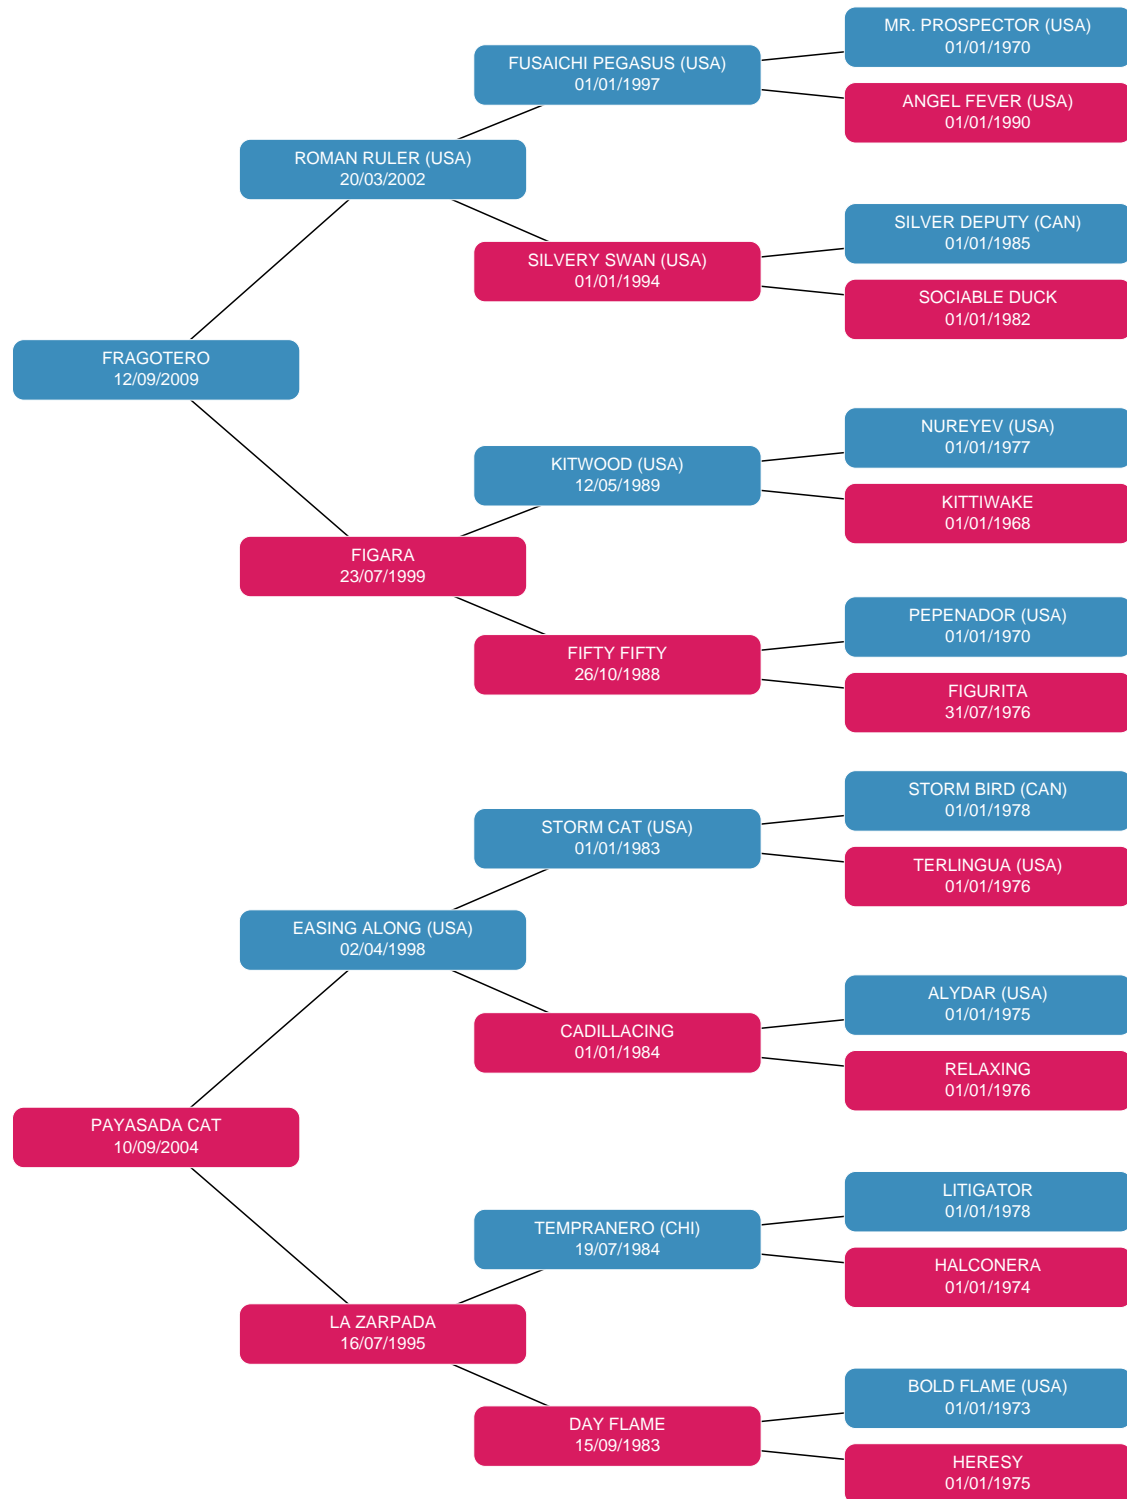 MR. PROSPECTOR (USA)
01/01/1970
FUSAICHI PEGASUS (USA)
01/01/1997
ANGEL FEVER (USA)
01/01/1990
ROMAN RULER (USA)
20/03/2002
SILVER DEPUTY (CAN)
01/01/1985
SILVERY SWAN (USA)
01/01/1994
SOCIABLE DUCK
01/01/1982
FRAGOTERO
12/09/2009
NUREYEV (USA)
01/01/1977
KITWOOD (USA)
12/05/1989
KITTIWAKE
01/01/1968
FIGARA
23/07/1999
PEPENADOR (USA)
01/01/1970
FIFTY FIFTY
26/10/1988
FIGURITA
31/07/1976
STORM BIRD (CAN)
01/01/1978
STORM CAT (USA)
01/01/1983
TERLINGUA (USA)
01/01/1976
EASING ALONG (USA)
02/04/1998
ALYDAR (USA)
01/01/1975
CADILLACING
01/01/1984
RELAXING
01/01/1976
PAYASADA CAT
10/09/2004
LITIGATOR
01/01/1978
TEMPRANERO (CHI)
19/07/1984
HALCONERA
01/01/1974
LA ZARPADA
16/07/1995
BOLD FLAME (USA)
01/01/1973
DAY FLAME
15/09/1983
HERESY
01/01/1975